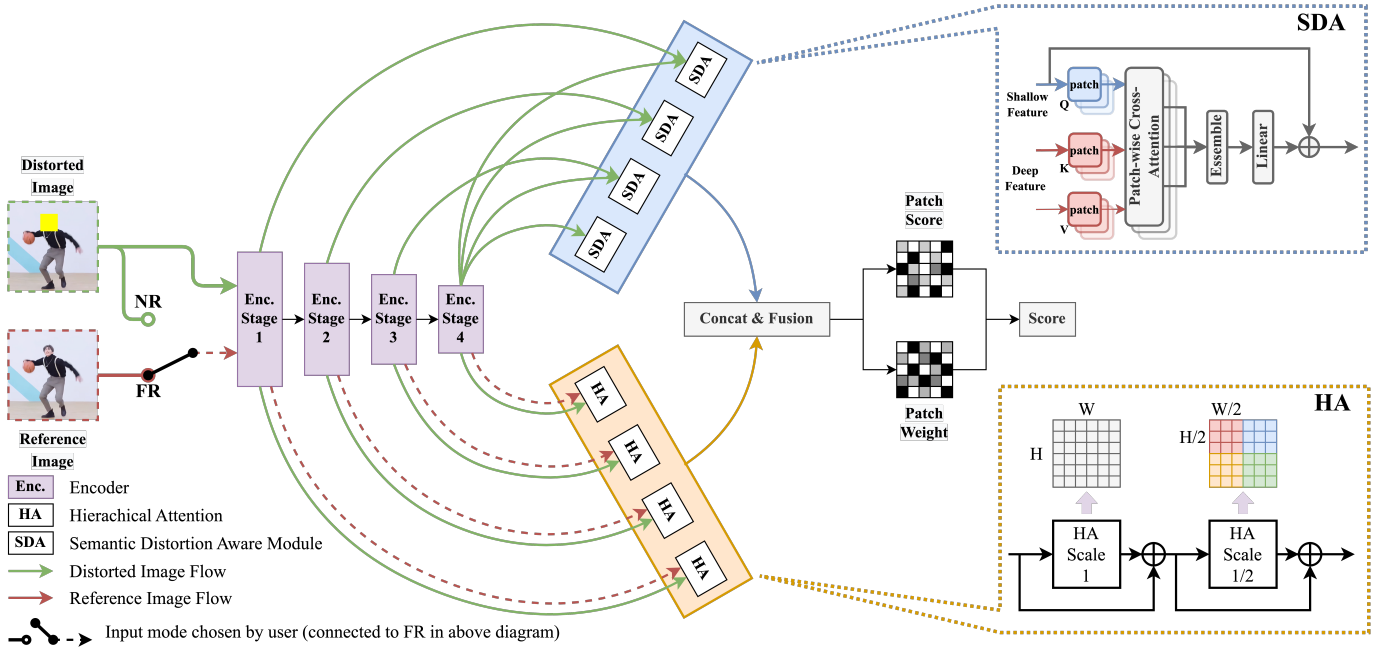 Distorted
Image
NR
FR
Reference
Image
Enc.
Stage
1
Enc.
Stage
2
Enc.
Stage
3
Enc.
Stage
4
SDA
SDA
SDA
SDA
HA
HA
HA
HA
Concat & Fusion
Patch
Score
Patch
Weight
Score
SDA
Shallow
Feature
Q
patch
Deep
Feature
K
patch
V
patch
Patch-wise Cross-
Attention
Essemble
Linear
HA
W
H
W/2
H/2
HA
Scale
1
HA
Scale
1/2
Enc.
Encoder
HA
Hierachical Attention
SDA
Semantic Distortion Aware Module
Distorted Image Flow
Reference Image Flow
Input mode chosen by user (connected to FR in above diagram)